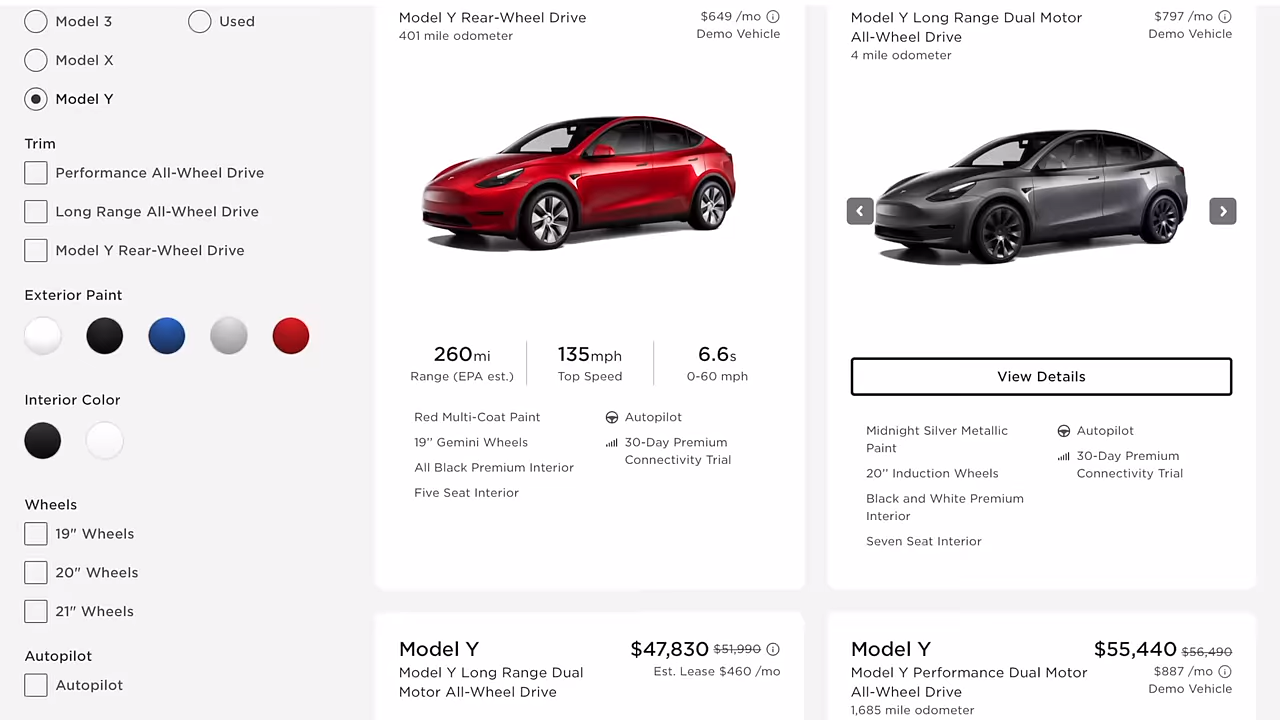 Model 3
Used
Model X
Model Y
Trim
Performance All-Wheel Drive
Long Range All-Wheel Drive
Model Y Rear-Wheel Drive
Exterior Paint
Interior Color
Wheels
19" Wheels
20" Wheels
21" Wheels
Autopilot
Autopilot
Model Y Rear-Wheel Drive
401 mile odometer
$649 /mo
Demo Vehicle
260mi
Range (EPA est.)
135mph
Top Speed
6.6s
0-60 mph
Red Multi-Coat Paint
19’’ Gemini Wheels
All Black Premium Interior
Five Seat Interior
Autopilot
30-Day Premium
Connectivity Trial
Model Y Long Range Dual Motor
All-Wheel Drive
4 mile odometer
$797 /mo
Demo Vehicle
View Details
Midnight Silver Metallic
Paint
20’’ Induction Wheels
Black and White Premium
Interior
Seven Seat Interior
Autopilot
30-Day Premium
Connectivity Trial
Model Y
Model Y Long Range Dual
Motor All-Wheel Drive
$47,830 $51,990
Est. Lease $460 /mo
Model Y
Model Y Performance Dual Motor
All-Wheel Drive
1,685 mile odometer
$55,440 $56,490
$887 /mo
Demo Vehicle